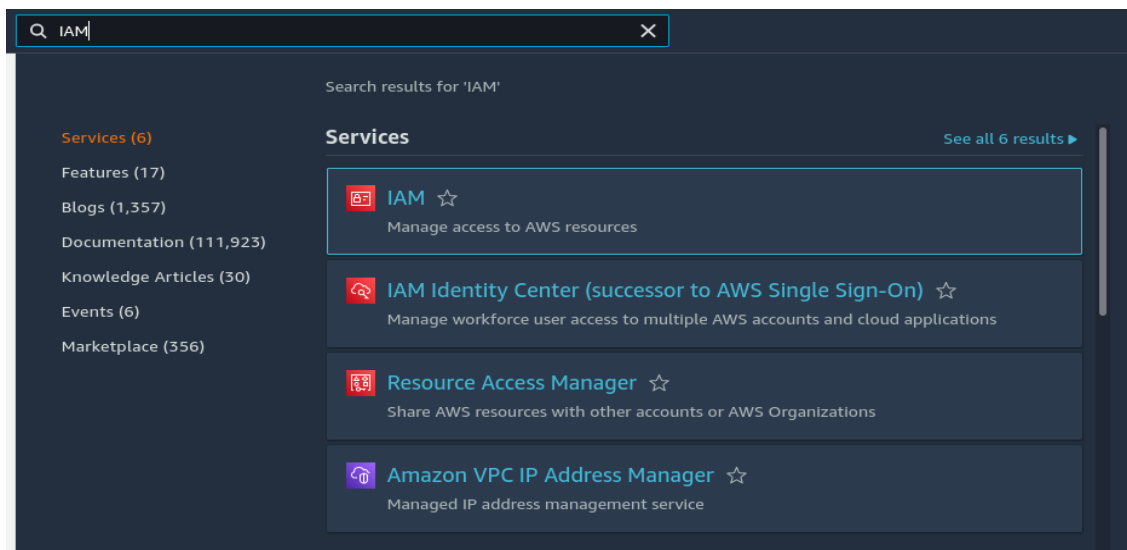 IAM
Search results for 'IAM'
Services (6)
Features (17)
Blogs (1,357)
Documentation (111,923)
Knowledge Articles (30)
Events (6)
Marketplace (356)
Services
See all 6 results
IAM
Manage access to AWS resources
IAM Identity Center (successor to AWS Single Sign-On)
Manage workforce user access to multiple AWS accounts and cloud applications
Resource Access Manager
Share AWS resources with other accounts or AWS Organizations
Amazon VPC IP Address Manager
Managed IP address management service